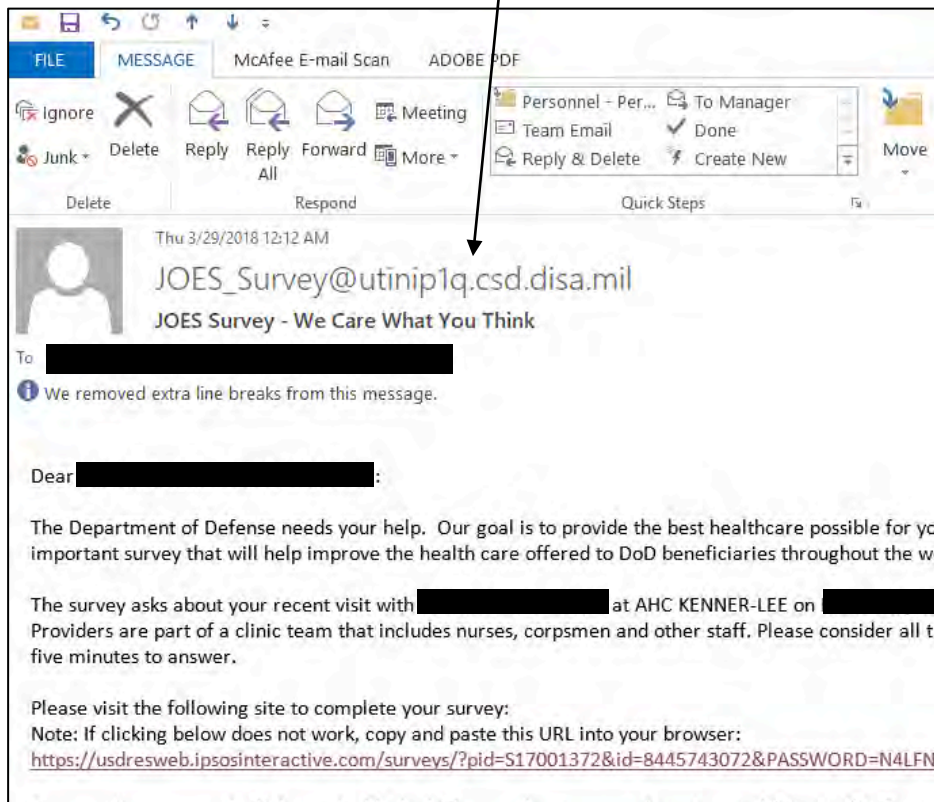 FILE MESSAGE McAfee E-mail Scan ADOBE PDF
Ignore
Junk
Delete
Reply
Reply All
Forward
Meeting
More
Personnel - Per...
To Manager
Team Email
Done
Reply & Delete
Create New
Move
Delete
Respond
Quick Steps
Thu 3/29/2018 12:12 AM
JOES_Survey@utinip1q.csd.disa.mil
JOES Survey - We Care What You Think
To
We removed extra line breaks from this message.
Dear :
The Department of Defense needs your help. Our goal is to provide the best healthcare possible for yo
important survey that will help improve the health care offered to DoD beneficiaries throughout the w
The survey asks about your recent visit with at AHC KENNER-LEE on
Providers are part of a clinic team that includes nurses, corpsmen and other staff. Please consider all t
five minutes to answer.
Please visit the following site to complete your survey:
Note: If clicking below does not work, copy and paste this URL into your browser:
https://usdresweb.ipsosinteractive.com/surveys/?pid=S17001372&id=8445743072&PASSWORD=N4LFN